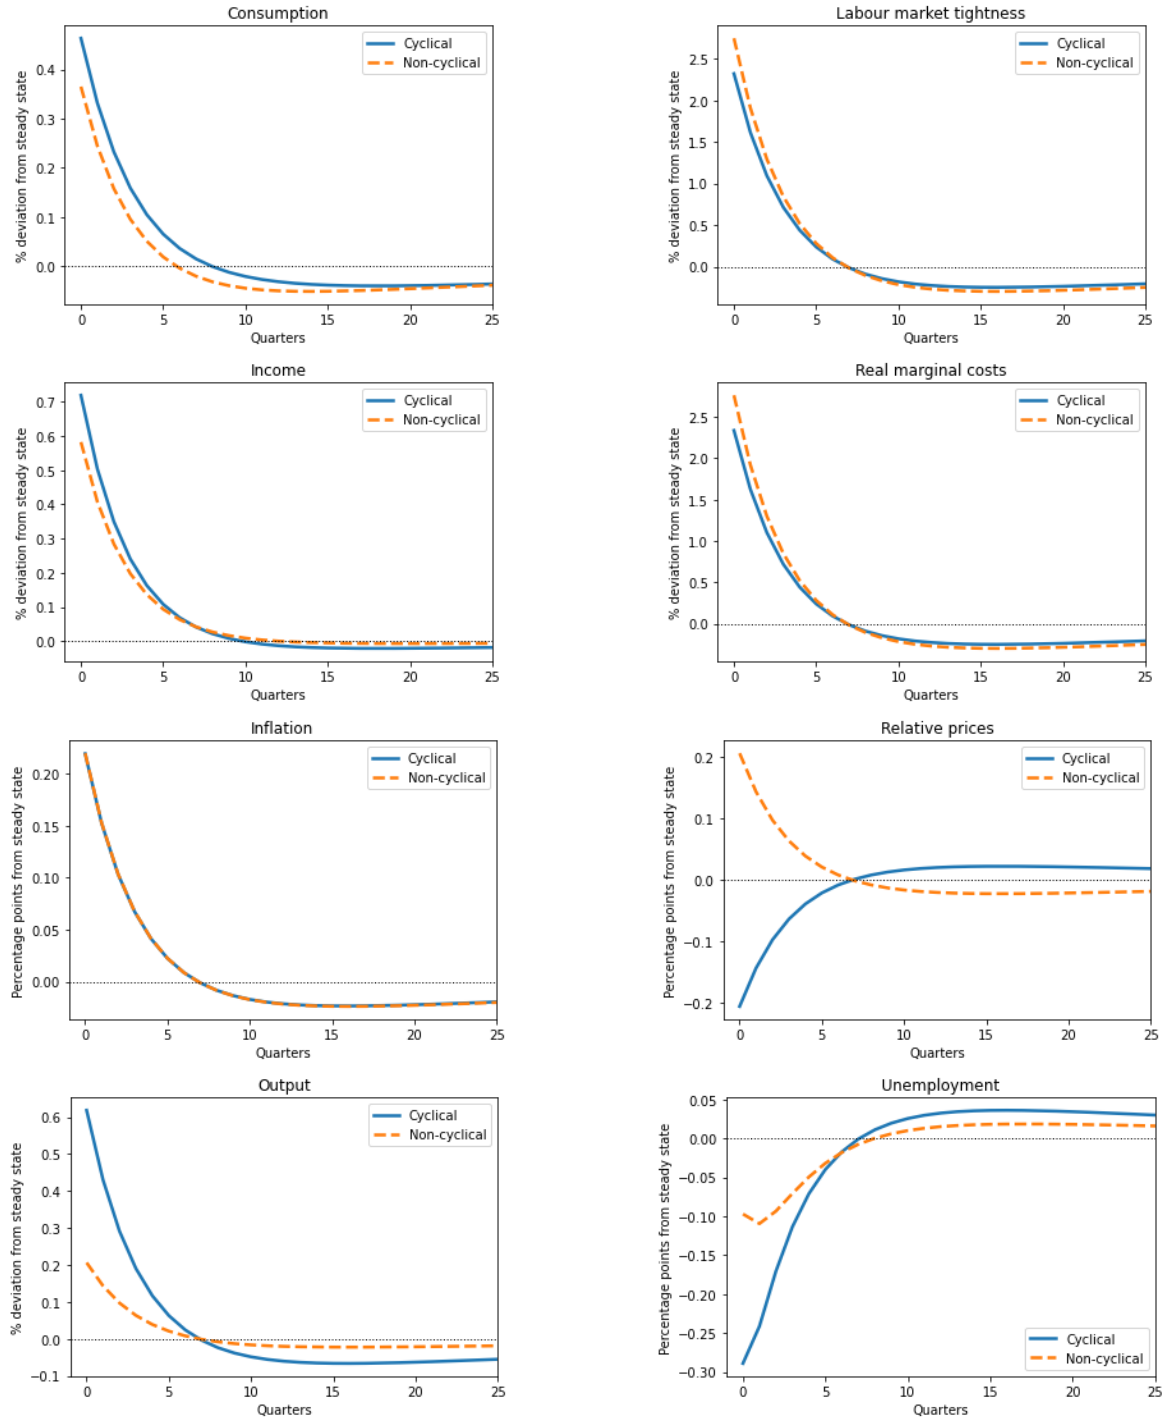 Consumption
% deviation from steady state
0.4
0.3
0.2
0.1
0.0
Cyclical
Non-cyclical
0 5 10 15 20 25
Quarters
Labour market tightness
% deviation from steady state
2.5
2.0
1.5
1.0
0.5
0.0
Cyclical
Non-cyclical
0 5 10 15 20 25
Quarters
Income
% deviation from steady state
0.7
0.6
0.5
0.4
0.3
0.2
0.1
0.0
Cyclical
Non-cyclical
0 5 10 15 20 25
Quarters
Real marginal costs
% deviation from steady state
2.5
2.0
1.5
1.0
0.5
0.0
Cyclical
Non-cyclical
0 5 10 15 20 25
Quarters
Inflation
Percentage points from steady state
0.20
0.15
0.10
0.05
0.00
Cyclical
Non-cyclical
0 5 10 15 20 25
Quarters
Relative prices
Percentage points from steady state
0.2
0.1
0.0
−0.1
−0.2
Cyclical
Non-cyclical
0 5 10 15 20 25
Quarters
Output
% deviation from steady state
0.6
0.5
0.4
0.3
0.2
0.1
0.0
−0.1
Cyclical
Non-cyclical
0 5 10 15 20 25
Quarters
Unemployment
Percentage points from steady state
0.05
0.00
−0.05
−0.10
−0.15
−0.20
−0.25
−0.30
Cyclical
Non-cyclical
0 5 10 15 20 25
Quarters